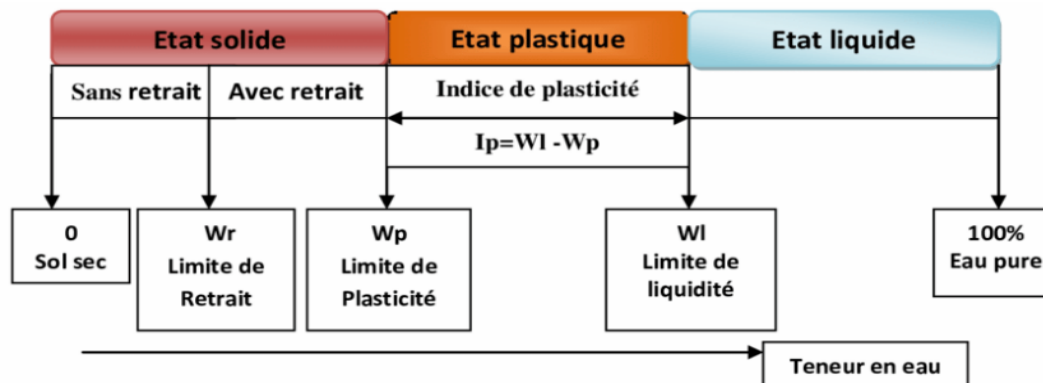 Etat solide
Etat plastique
Etat liquide
Sans retrait
Avec retrait
Indice de plasticité
Ip=Wl -Wp
0
Sol sec
Wr
Limite de
Retrait
Wp
Limite de
Plasticité
Wl
Limite de
liquidité
100%
Eau pure
Teneur en eau